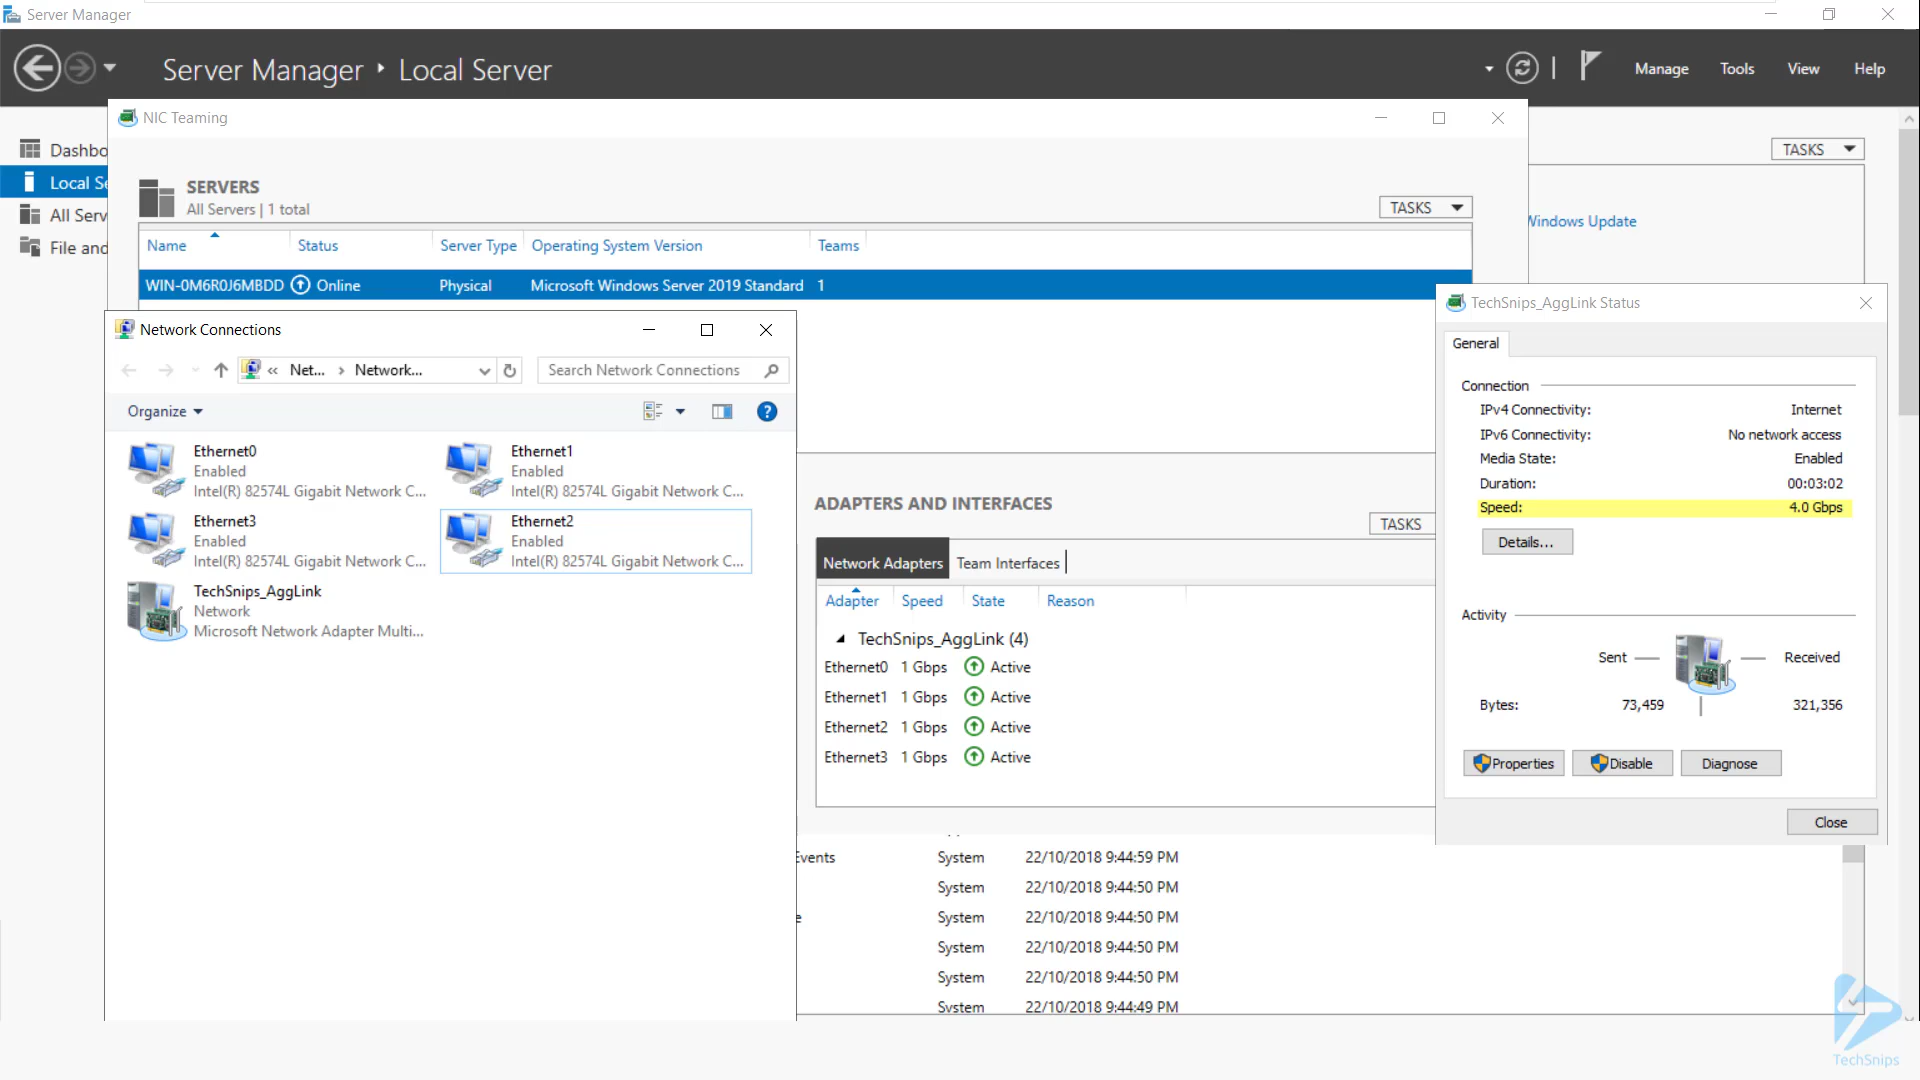 Server Manager
Server Manager ‣ Local Server
Manage Tools View Help
NIC Teaming
Dashbo
Local Se
All Serv
File and
TASKS
SERVERS
All Servers | 1 total
TASKS
Windows Update
Name Status Server Type Operating System Version Teams
WIN-0M6R0J6MBDD Online Physical Microsoft Windows Server 2019 Standard 1
Network Connections
« Net... › Network...
Search Network Connections
Organize
Ethernet0
Enabled
Intel(R) 82574L Gigabit Network C...
Ethernet1
Enabled
Intel(R) 82574L Gigabit Network C...
Ethernet3
Enabled
Intel(R) 82574L Gigabit Network C...
Ethernet2
Enabled
Intel(R) 82574L Gigabit Network C...
TechSnips_AggLink
Network
Microsoft Network Adapter Multi...
ADAPTERS AND INTERFACES
TASKS
Network Adapters Team Interfaces
Adapter Speed State Reason
TechSnips_AggLink (4)
Ethernet0 1 Gbps Active
Ethernet1 1 Gbps Active
Ethernet2 1 Gbps Active
Ethernet3 1 Gbps Active
TechSnips_AggLink Status
General
Connection
IPv4 Connectivity: Internet
IPv6 Connectivity: No network access
Media State: Enabled
Duration: 00:03:02
Speed: 4.0 Gbps
Details...
Activity
Sent — — Received
Bytes: 73,459 | 321,356
Properties Disable Diagnose
Close
Events System 22/10/2018 9:44:59 PM
System 22/10/2018 9:44:50 PM
e System 22/10/2018 9:44:50 PM
System 22/10/2018 9:44:50 PM
System 22/10/2018 9:44:50 PM
System 22/10/2018 9:44:49 PM
TechSnips